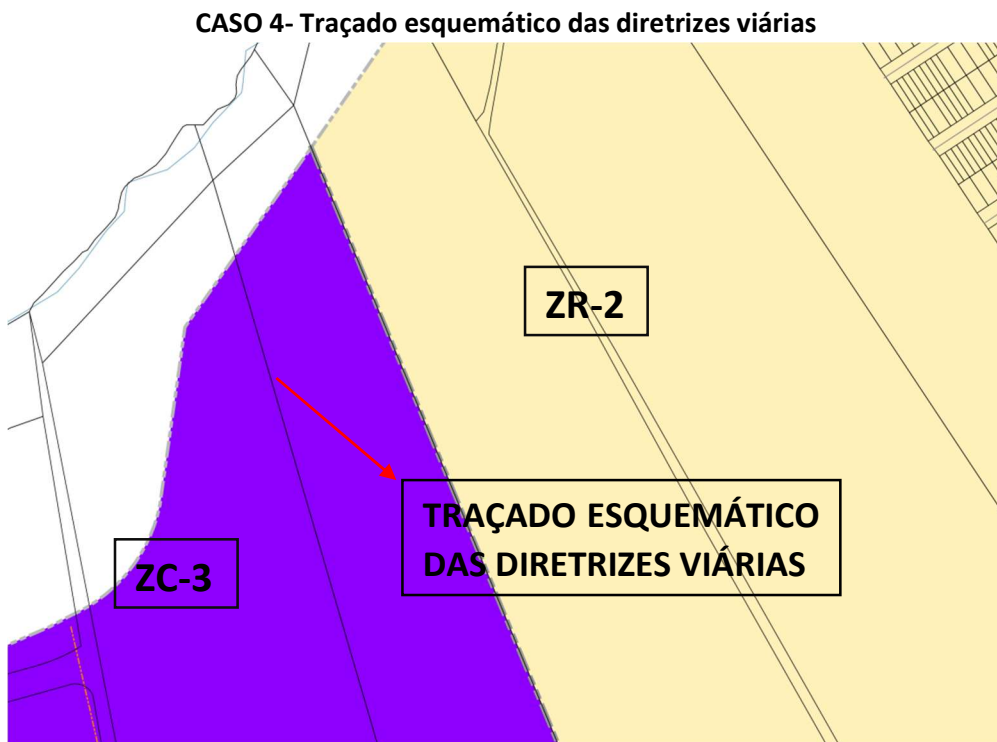 CASO 4- Traçado esquemático das diretrizes viárias
ZR-2
TRAÇADO ESQUEMÁTICO
DAS DIRETRIZES VIÁRIAS
ZC-3